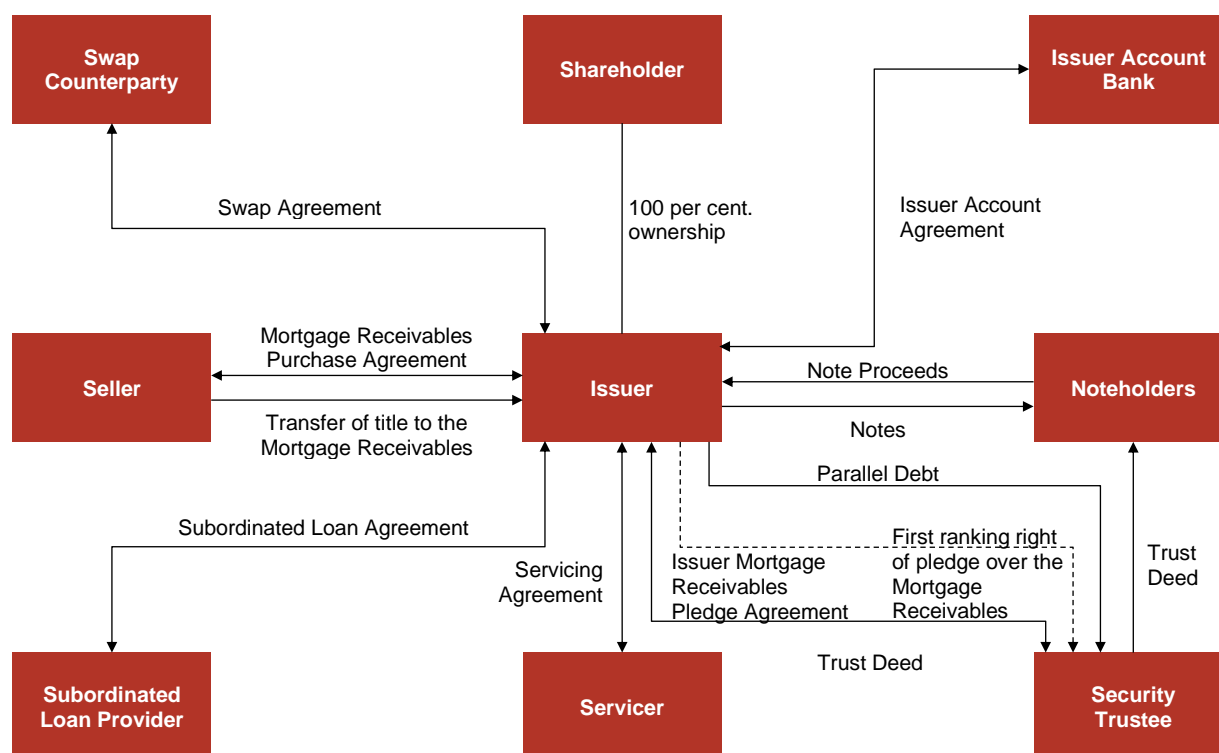 Swap
Counterparty
Shareholder
Issuer Account
Bank
Swap Agreement
100 per cent.
ownership
Issuer Account
Agreement
Mortgage Receivables
Purchase Agreement
Seller
Issuer
Note Proceeds
Noteholders
Transfer of title to the
Mortgage Receivables
Notes
Parallel Debt
Subordinated Loan Agreement
Servicing
Agreement
Issuer Mortgage
Receivables
Pledge Agreement
First ranking right
of pledge over the
Mortgage
Receivables
Trust
Deed
Trust Deed
Subordinated
Loan Provider
Servicer
Security
Trustee